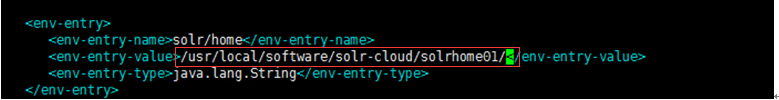 <env-entry>
<env-entry-name>solr/home</env-entry-name>
<env-entry-value>/usr/local/software/solr-cloud/solrhome01/</env-entry-value>
<env-entry-type>java.lang.String</env-entry-type>
</env-entry>